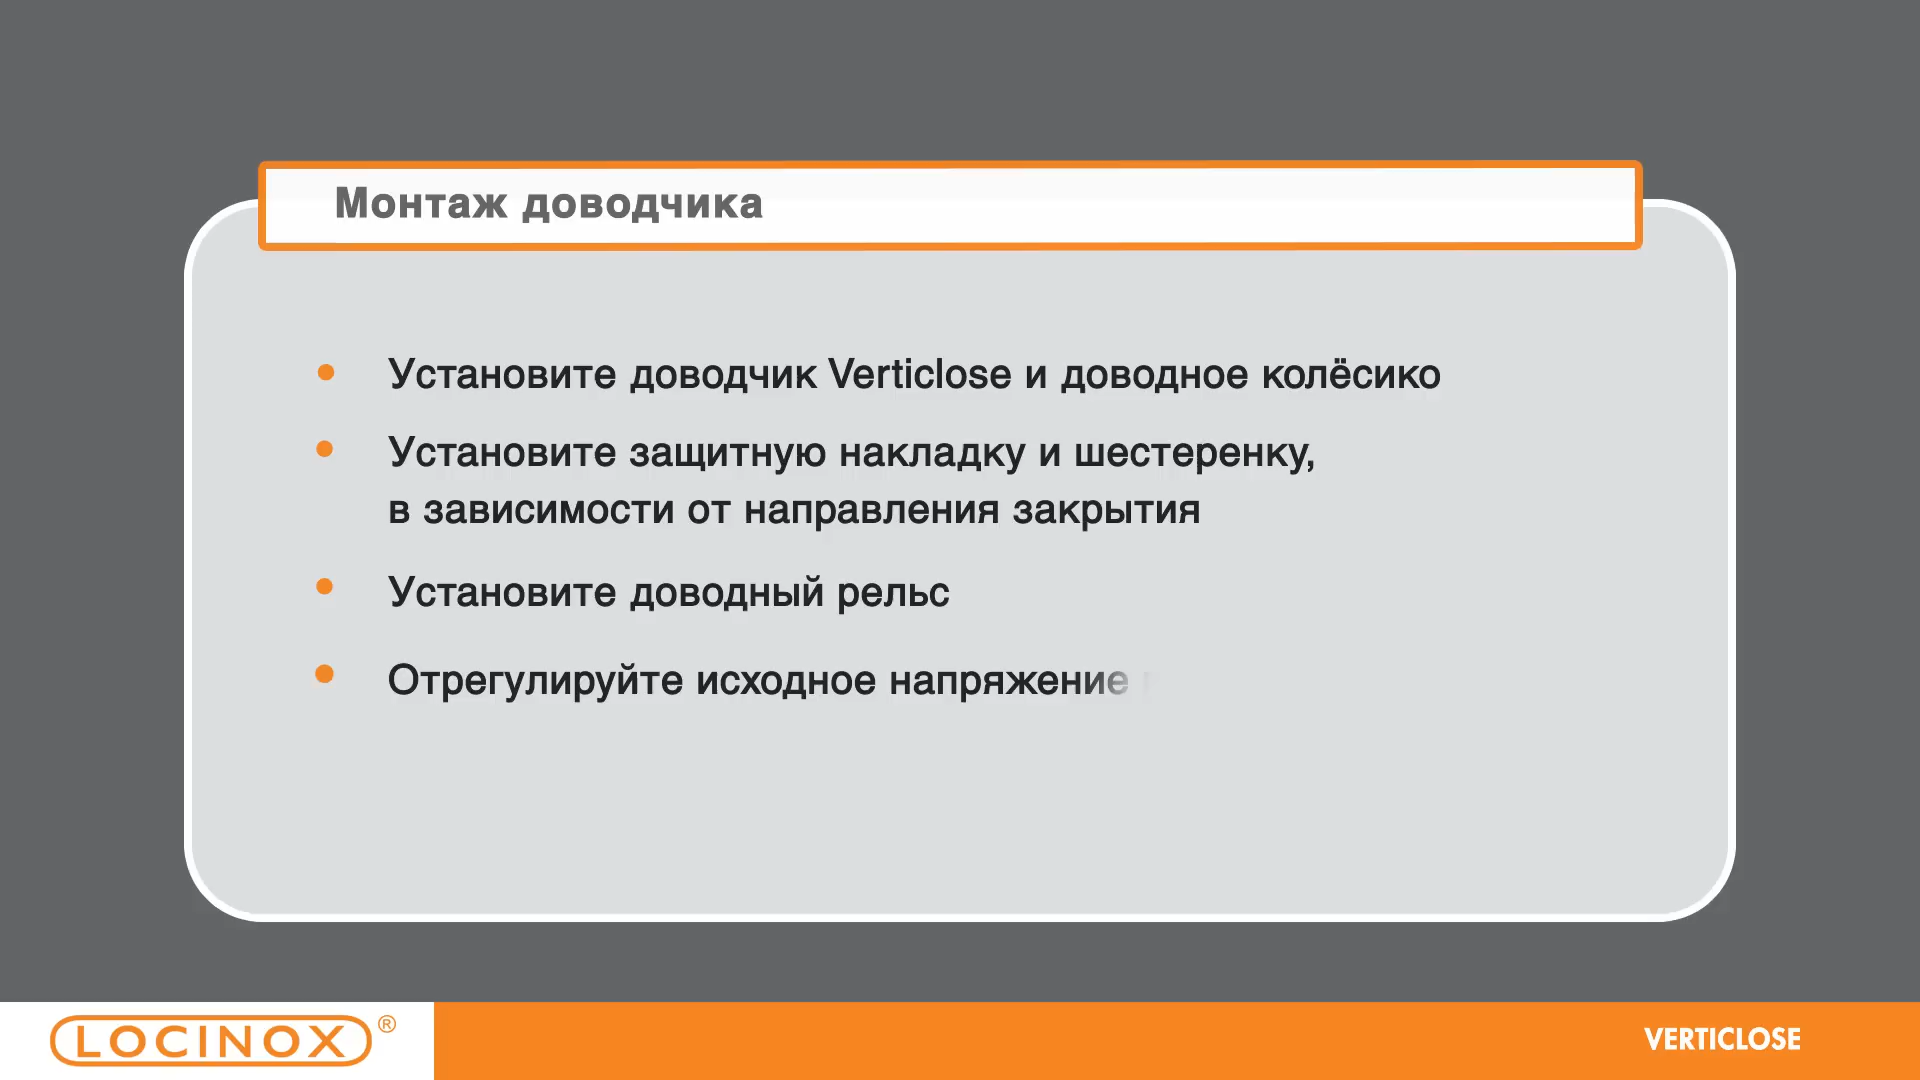 Монтаж доводчика
• Установите доводчик Verticlose и доводное колёсико
• Установите защитную накладку и шестеренку,
в зависимости от направления закрытия
• Установите доводный рельс
• Отрегулируйте исходное напряжение
LOCINOX®
VERTICLOSE